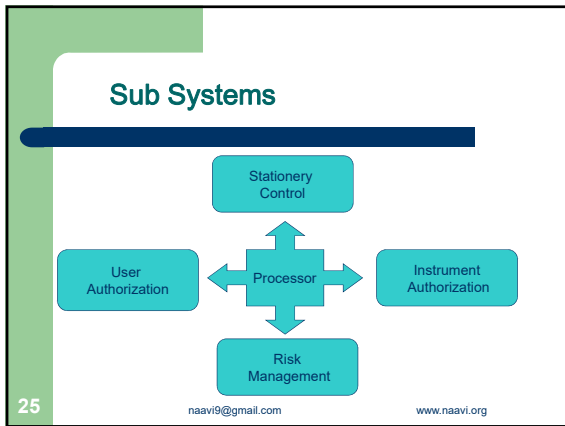 Sub Systems
Stationery
Control
User
Authorization
Processor
Instrument
Authorization
Risk
Management
25
naavi9@gmail.com
www.naavi.org